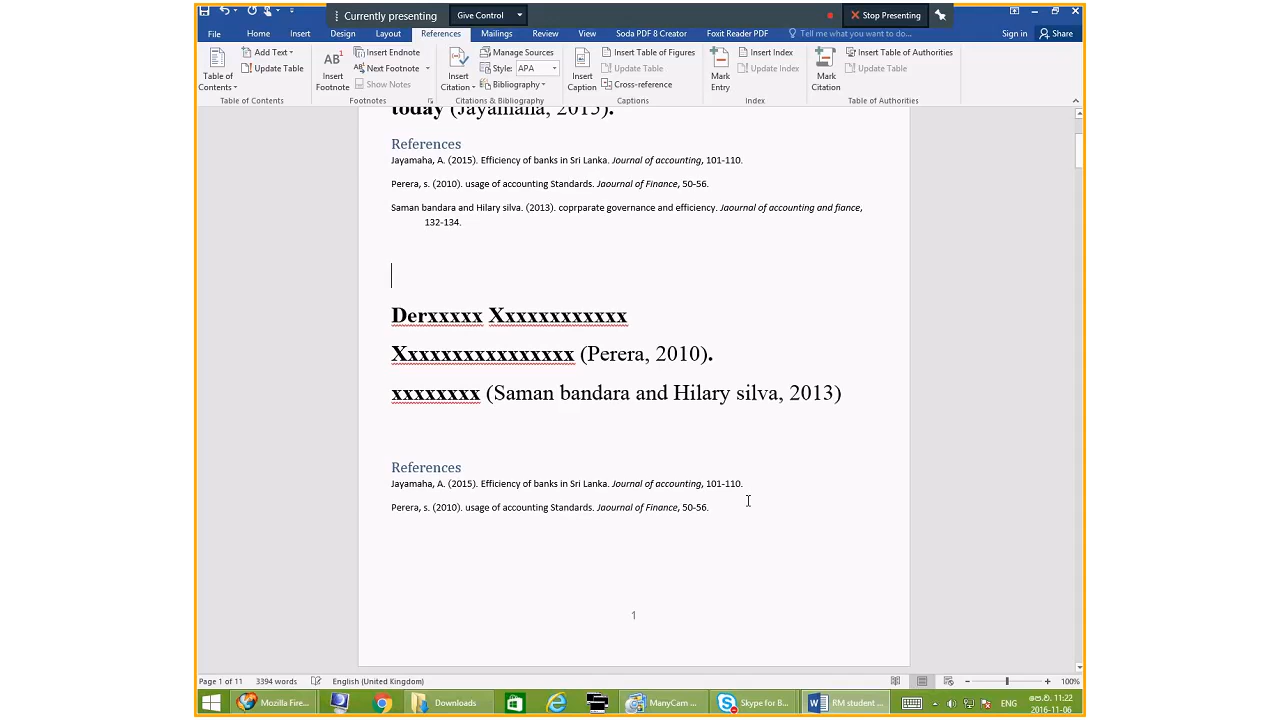 Currently presenting Give Control Stop Presenting
File Home Insert Design Layout References Mailings Review View Soda PDF 8 Creator Foxit Reader PDF Tell me what you want to do... Sign in Share
Table of Contents Add Text Insert Footnote Insert Endnote Insert Citation Manage Sources Insert Caption Insert Table of Figures Mark Entry Insert Index Mark Citation Insert Table of Authorities
Update Table Next Footnote Style: APA Update Table Update Index Update Table
Show Notes Bibliography Cross-reference
Table of Contents Footnotes Citations & Bibliography Captions Index Table of Authorities
today (Jayamaha, 2015).
References
Jayamaha, A. (2015). Efficiency of banks in Sri Lanka. Journal of accounting, 101-110.
Perera, s. (2010). usage of accounting Standards. Jaournal of Finance, 50-56.
Saman bandara and Hilary silva. (2013). coprparate governance and efficiency. Jaournal of accounting and fiance,
132-134.
Derxxxxx Xxxxxxxxxxxx
Xxxxxxxxxxxxxxxx (Perera, 2010).
xxxxxxxx (Saman bandara and Hilary silva, 2013)
References
Jayamaha, A. (2015). Efficiency of banks in Sri Lanka. Journal of accounting, 101-110.
Perera, s. (2010). usage of accounting Standards. Jaournal of Finance, 50-56.
1
Page 1 of 11 3394 words English (United Kingdom) 100%
Mozilla Fire... Downloads ManyCam ... Skype for B... RM student ... ENG 11:22
2016-11-06